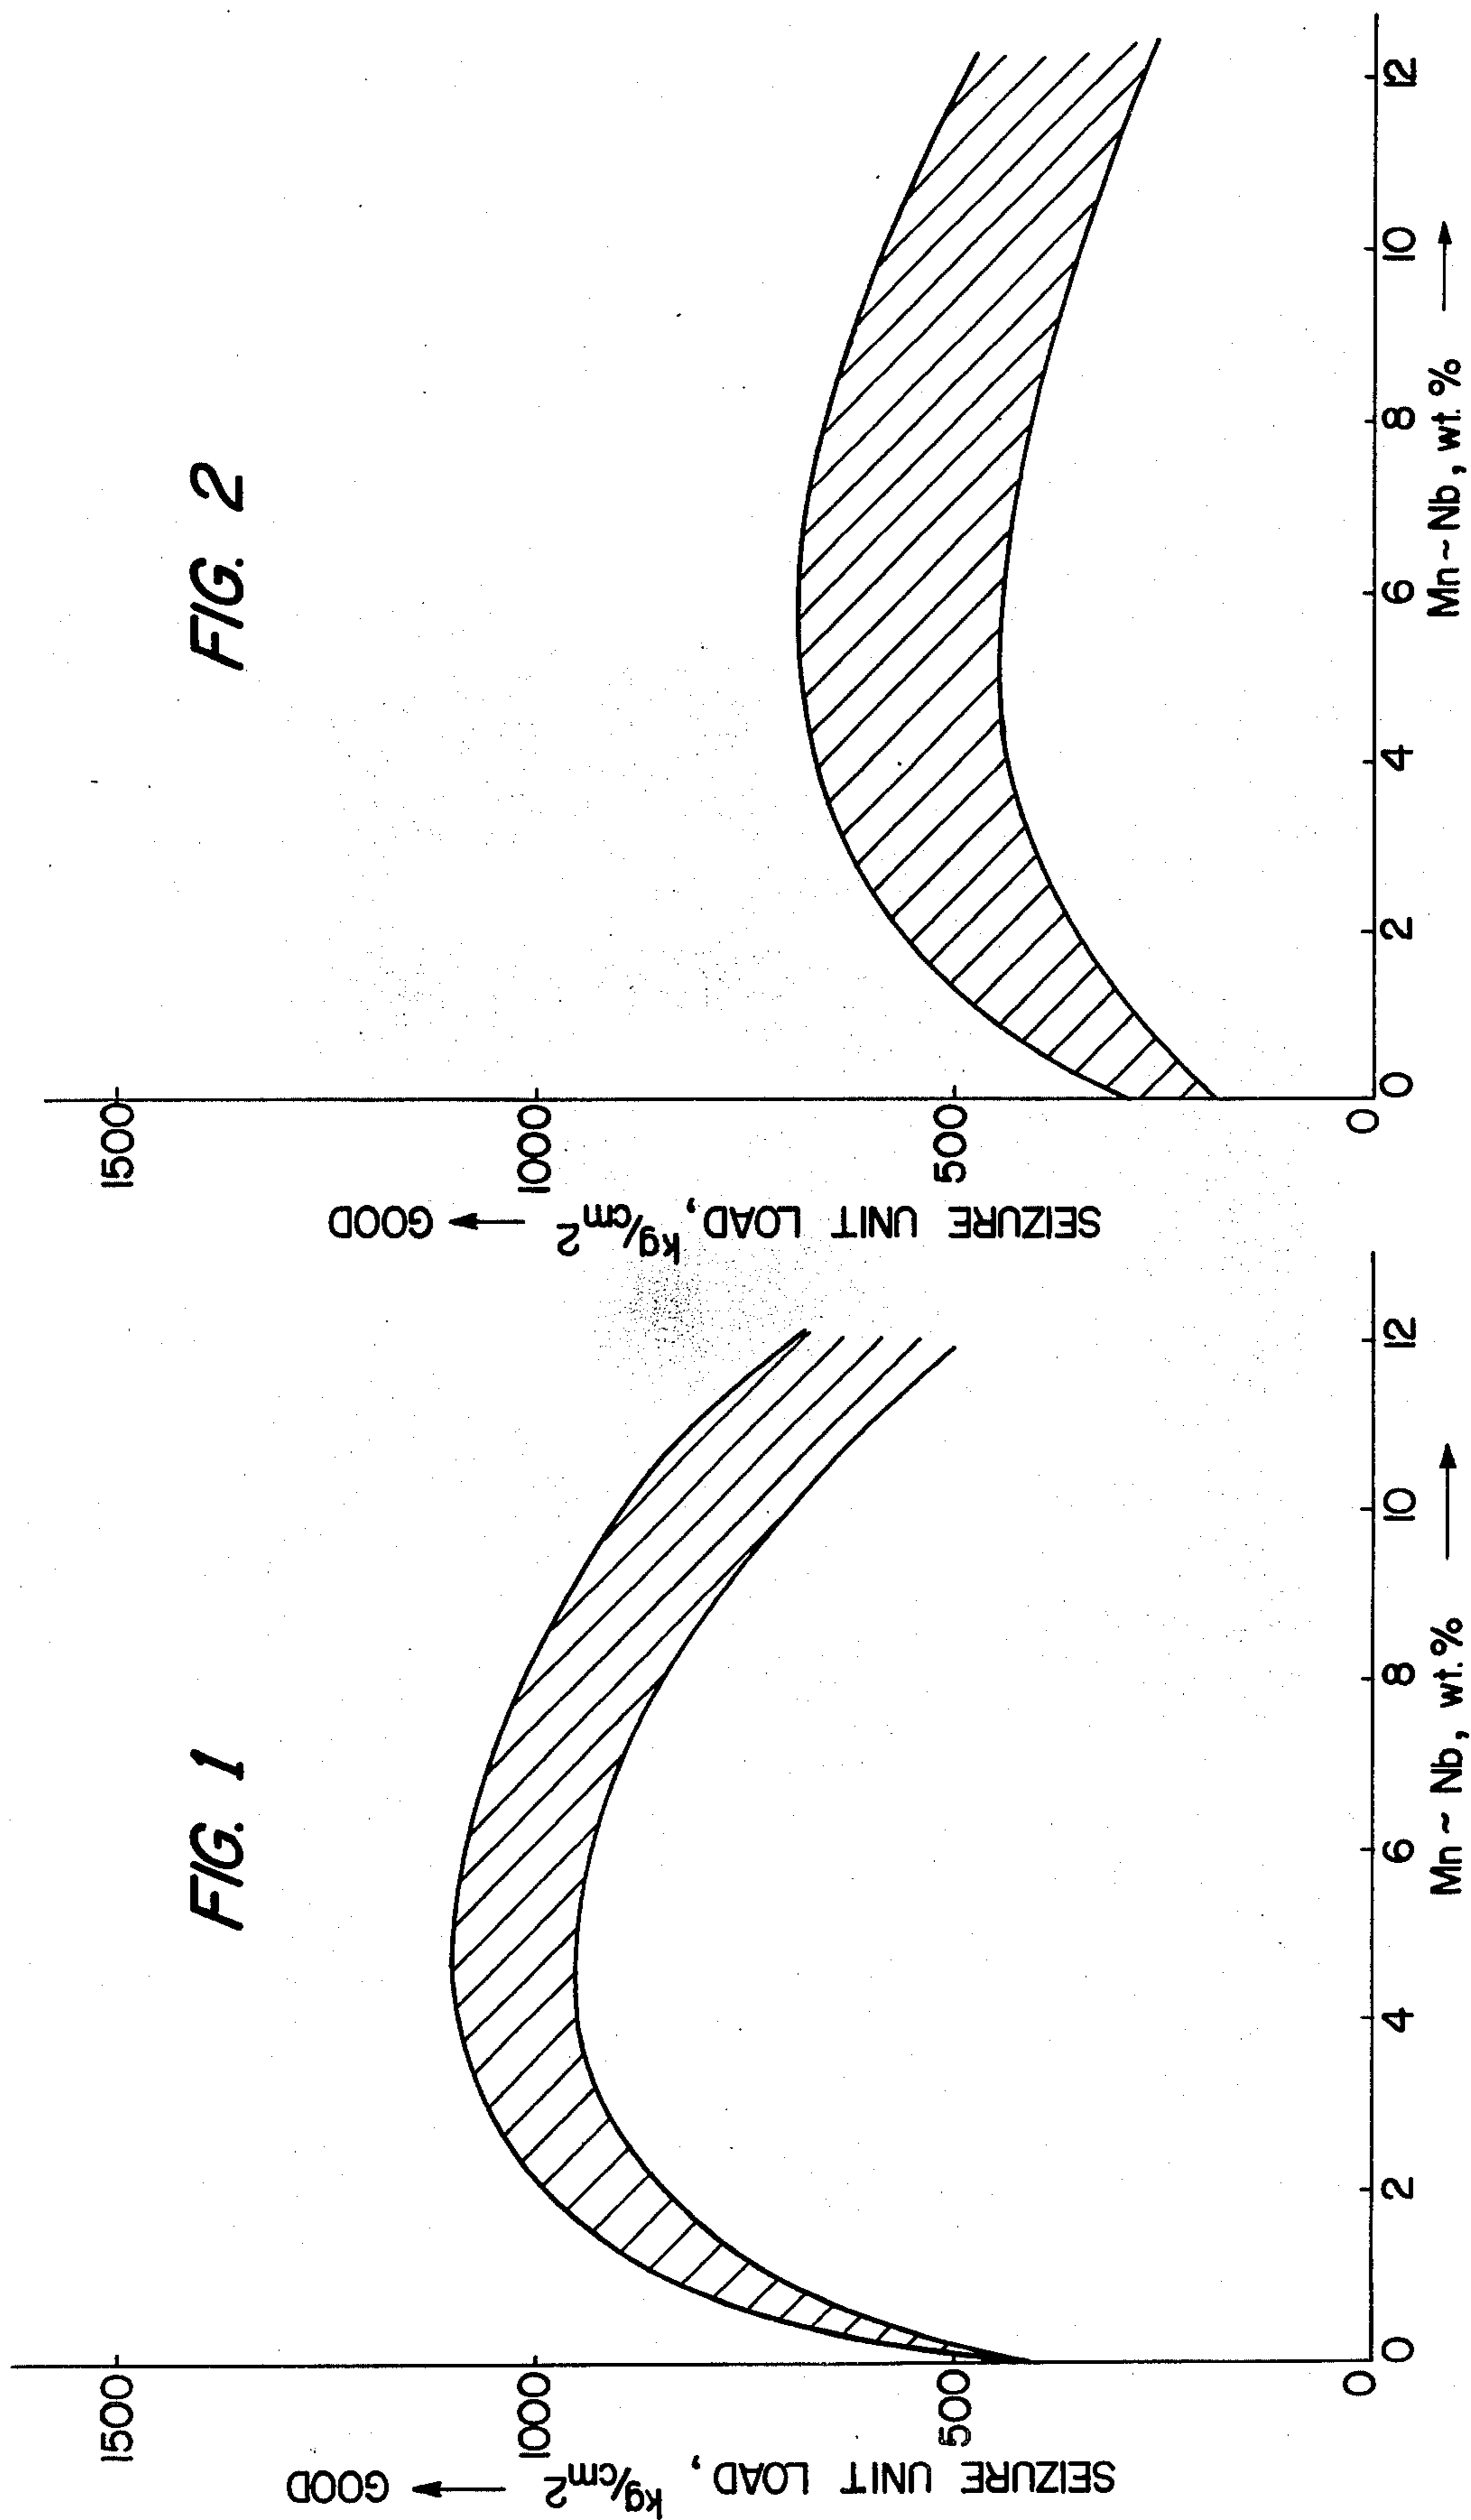 FIG. 1
1500
1000
500
0
SEIZURE UNIT LOAD, kg/cm2 → GOOD
0 2 4 6 8 10 12
Mn ~ Nb, wt.% →
FIG. 2
1500
1000
500
0
SEIZURE UNIT LOAD, kg/cm2 → GOOD
0 2 4 6 8 10 12
Mn ~ Nb, wt.% →